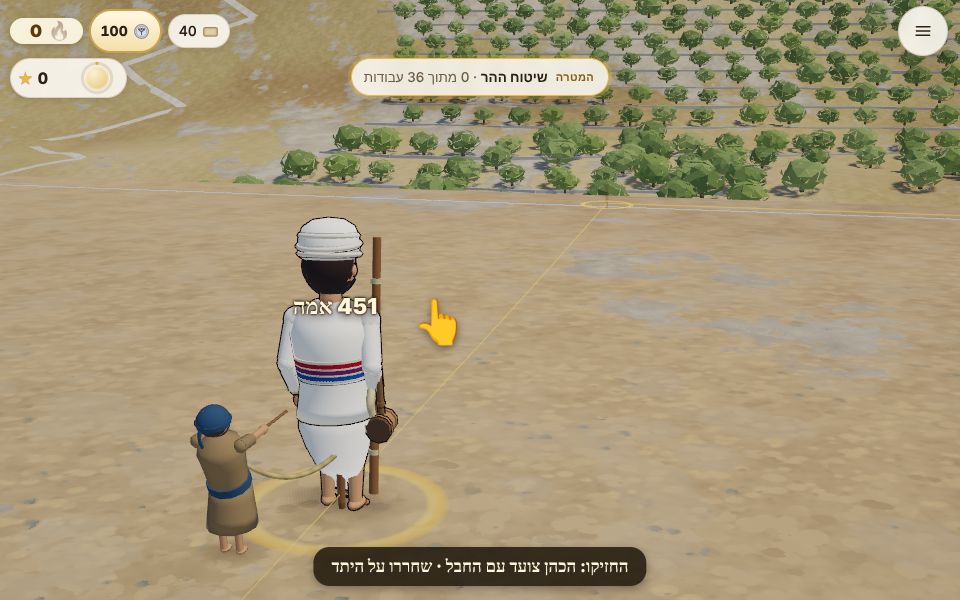 0
100
40
0
המטרה שיטוח ההר · 0 מתוך 36 עבודות
451 אמה
החזיקו: הכהן צועד עם החבל · שחררו על היתד